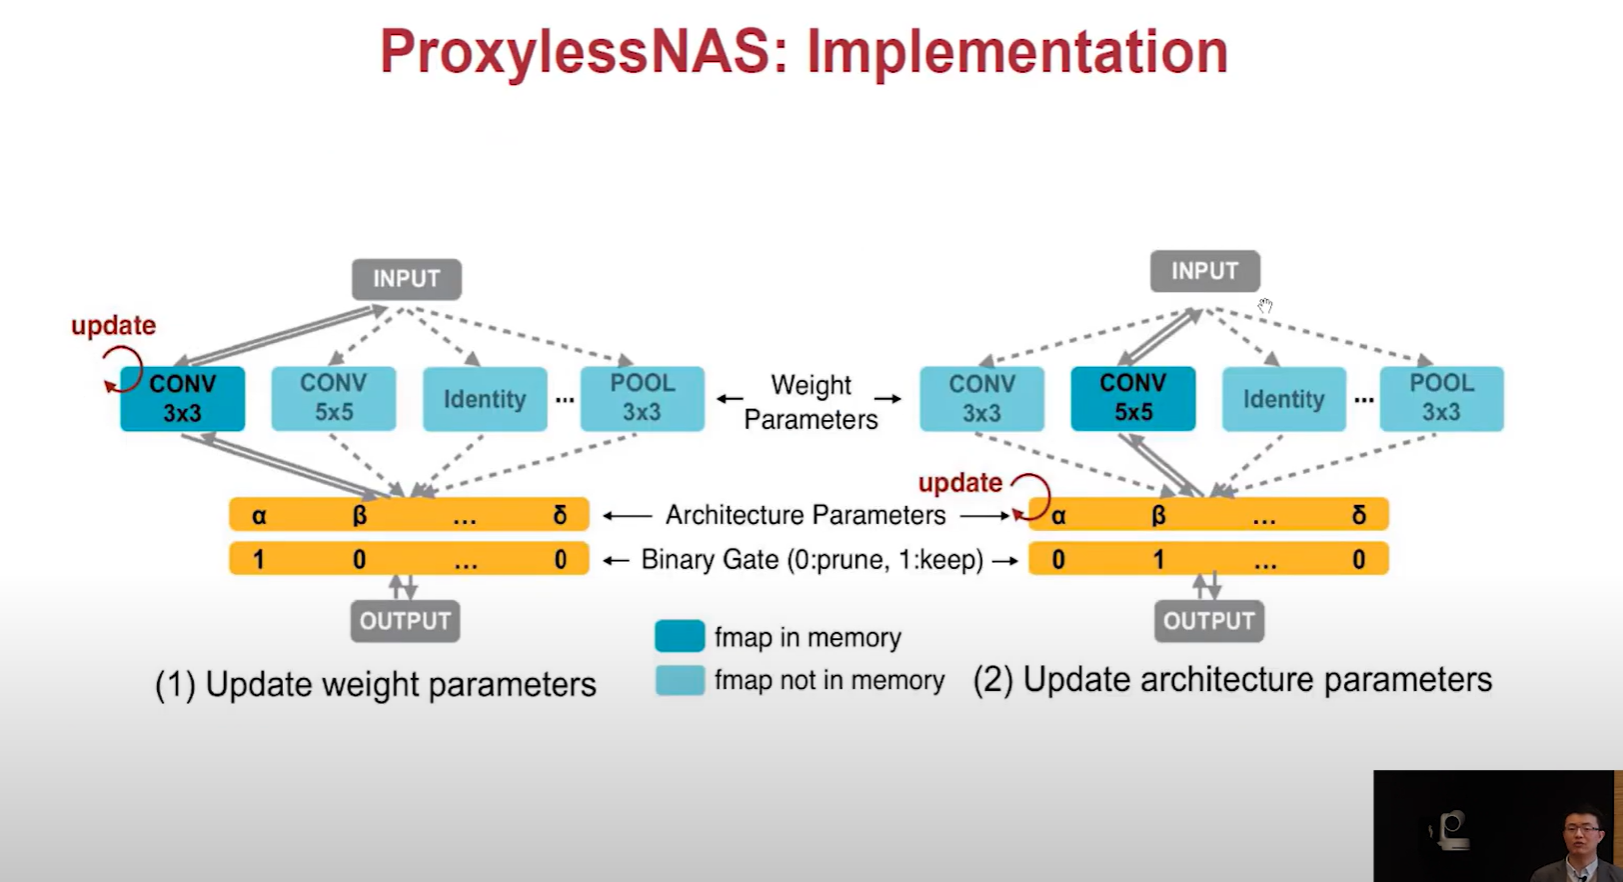 ProxylessNAS: Implementation
INPUT
update
CONV
3x3
CONV
5x5
Identity
...
POOL
3x3
α β ... δ
1 0 ... 0
OUTPUT
(1) Update weight parameters
Weight
Parameters
Architecture Parameters
Binary Gate (0:prune, 1:keep)
fmap in memory
fmap not in memory
INPUT
CONV
3x3
CONV
5x5
Identity
...
POOL
3x3
update
α β ... δ
0 1 ... 0
OUTPUT
(2) Update architecture parameters